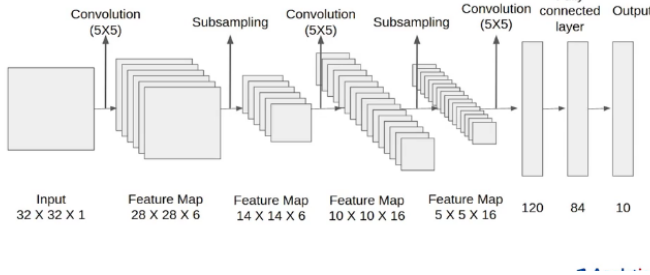 Convolution
(5X5)
Subsampling
Convolution
(5X5)
Subsampling
Convolution
(5X5)
connected
layer
Output
Input
32 X 32 X 1
Feature Map
28 X 28 X 6
Feature Map
14 X 14 X 6
Feature Map
10 X 10 X 16
Feature Map
5 X 5 X 16
120
84
10